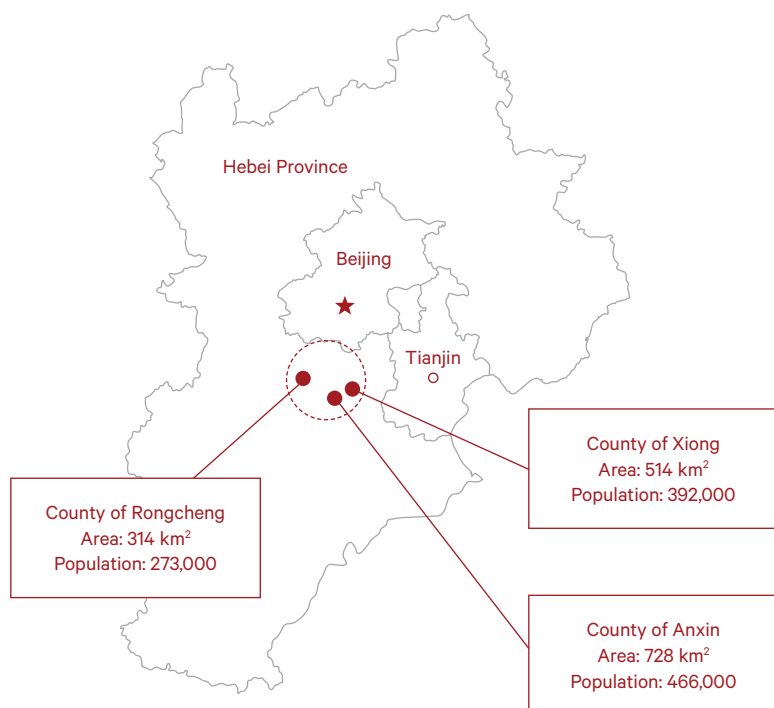 Hebei Province
Beijing
Tianjin
County of Xiong
Area: 514 km²
Population: 392,000
County of Rongcheng
Area: 314 km²
Population: 273,000
County of Anxin
Area: 728 km²
Population: 466,000